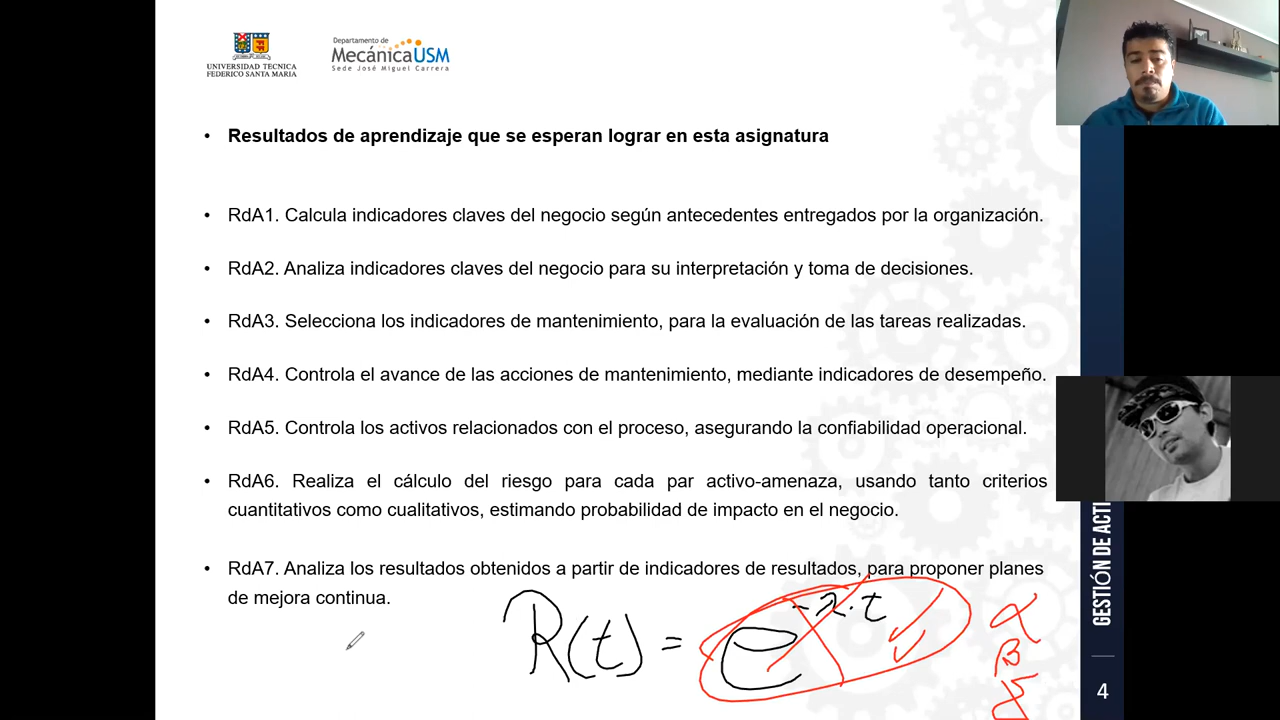 UNIVERSIDAD TECNICA
FEDERICO SANTA MARIA
Departamento de
MecánicaUSM
Sede José Miguel Carrera
• Resultados de aprendizaje que se esperan lograr en esta asignatura
• RdA1. Calcula indicadores claves del negocio según antecedentes entregados por la organización.
• RdA2. Analiza indicadores claves del negocio para su interpretación y toma de decisiones.
• RdA3. Selecciona los indicadores de mantenimiento, para la evaluación de las tareas realizadas.
• RdA4. Controla el avance de las acciones de mantenimiento, mediante indicadores de desempeño.
• RdA5. Controla los activos relacionados con el proceso, asegurando la confiabilidad operacional.
• RdA6. Realiza el cálculo del riesgo para cada par activo-amenaza, usando tanto criterios
cuantitativos como cualitativos, estimando probabilidad de impacto en el negocio.
• RdA7. Analiza los resultados obtenidos a partir de indicadores de resultados, para proponer planes
de mejora continua.
R(t) = e^-λ·t
α
β
GESTIÓN DE ACTI
4